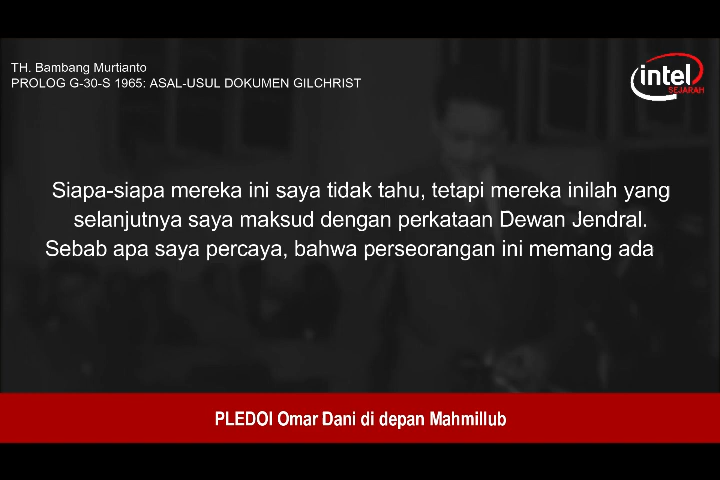 TH. Bambang Murtianto
PROLOG G-30-S 1965: ASAL-USUL DOKUMEN GILCHRIST
intel
SEJARAH
Siapa-siapa mereka ini saya tidak tahu, tetapi mereka inilah yang
selanjutnya saya maksud dengan perkataan Dewan Jendral.
Sebab apa saya percaya, bahwa perseorangan ini memang ada
PLEDOI Omar Dani di depan Mahmillub